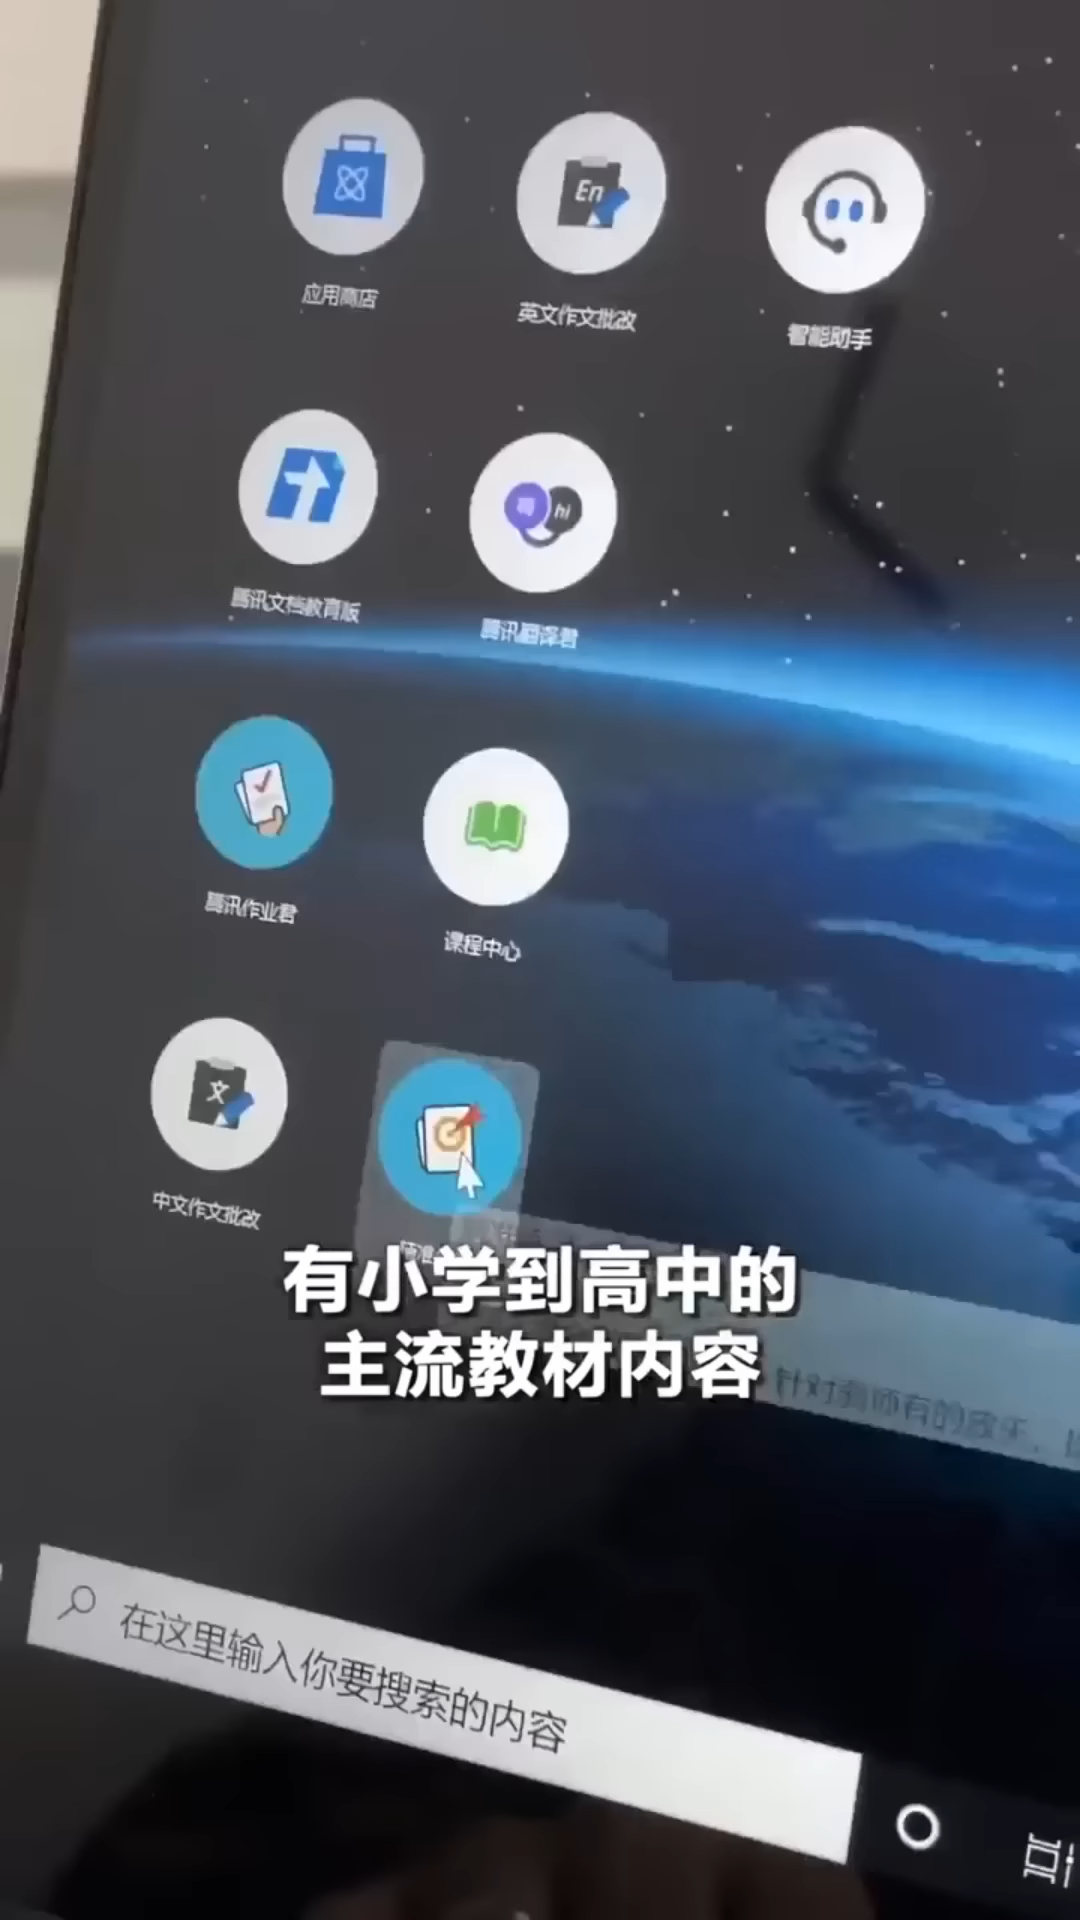 应用商店
En
英文作文批改
智能助手
腾讯文档教育版
hi
腾讯翻译君
腾讯作业君
课程中心
文
中文作文批改
有小学到高中的
主流教材内容
在这里输入你要搜索的内容